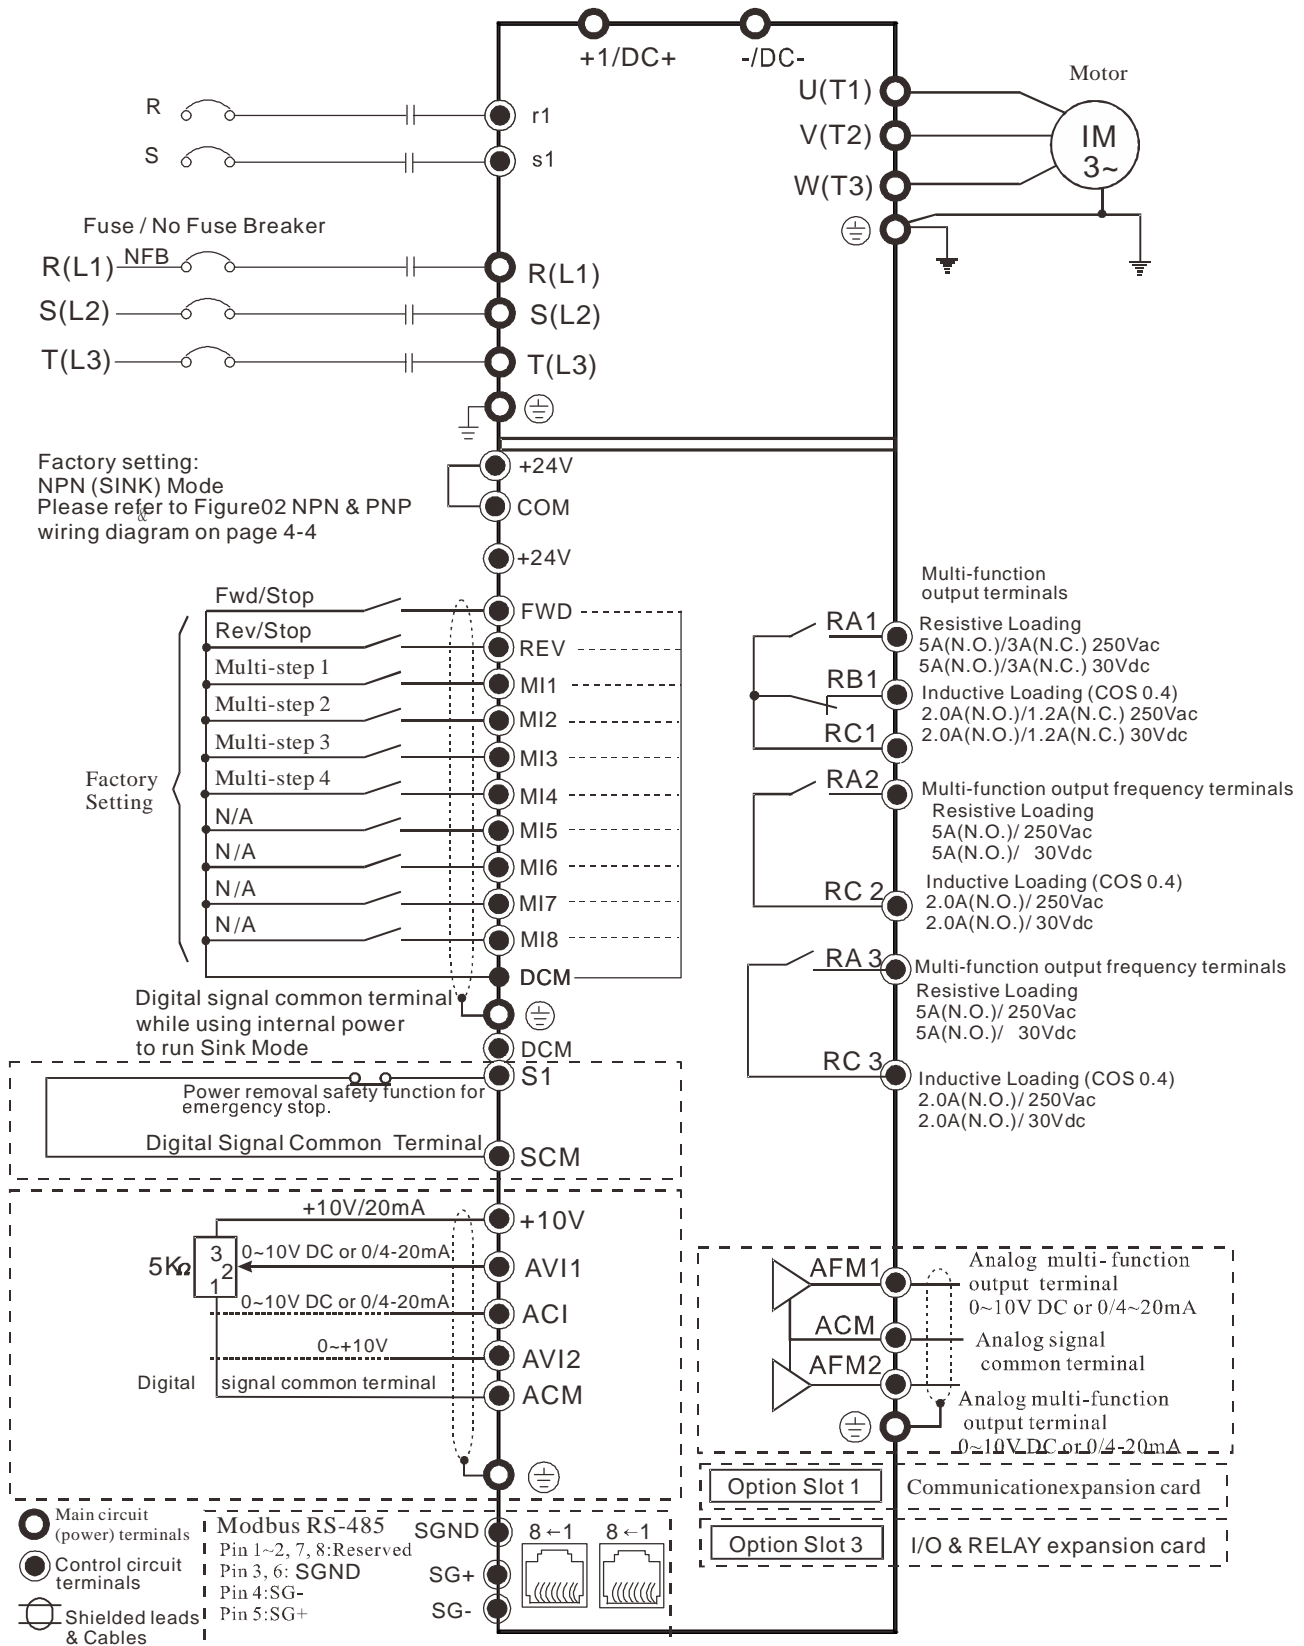 +1/DC+
-/DC-
Motor
U(T1)
V(T2)
W(T3)
IM
3~
R
r1
S
s1
Fuse / No Fuse Breaker
R(L1)
NFB
R(L1)
S(L2)
S(L2)
T(L3)
T(L3)
Factory setting:
NPN (SINK) Mode
Please refer to Figure02 NPN & PNP
&
wiring diagram on page 4-4
+24V
COM
+24V
Factory
Setting
Fwd/Stop
FWD
Rev/Stop
REV
Multi-step 1
MI1
Multi-step 2
MI2
Multi-step 3
MI3
Multi-step 4
MI4
N/A
MI5
N/A
MI6
N/A
MI7
N/A
MI8
DCM
Digital signal common terminal
while using internal power
to run Sink Mode
DCM
S1
Power removal safety function for
emergency stop.
Digital Signal Common Terminal
SCM
+10V/20mA
+10V
5KΩ
3
2
1
0~10V DC or 0/4-20mA
AVI1
0~10V DC or 0/4-20mA
ACI
0~+10V
AVI2
Digital signal common terminal
ACM
Multi-function
output terminals
RA1
Resistive Loading
5A(N.O.)/3A(N.C.) 250Vac
5A(N.O.)/3A(N.C.) 30Vdc
RB1
Inductive Loading (COS 0.4)
2.0A(N.O.)/1.2A(N.C.) 250Vac
2.0A(N.O.)/1.2A(N.C.) 30Vdc
RC1
RA2
Multi-function output frequency terminals
Resistive Loading
5A(N.O.)/ 250Vac
5A(N.O.)/ 30Vdc
RC 2
Inductive Loading (COS 0.4)
2.0A(N.O.)/ 250Vac
2.0A(N.O.)/ 30Vdc
RA 3
Multi-function output frequency terminals
Resistive Loading
5A(N.O.)/ 250Vac
5A(N.O.)/ 30Vdc
RC 3
Inductive Loading (COS 0.4)
2.0A(N.O.)/ 250Vac
2.0A(N.O.)/ 30Vdc
AFM1
Analog multi-function
output terminal
0~10V DC or 0/4~20mA
ACM
Analog signal
common terminal
AFM2
Analog multi-function
output terminal
0~10V DC or 0/4-20mA
Option Slot 1
Communicationexpansion card
Option Slot 3
I/O & RELAY expansion card
Main circuit
(power) terminals
Control circuit
terminals
Shielded leads
& Cables
Modbus RS-485
Pin 1~2, 7, 8:Reserved
Pin 3, 6: SGND
Pin 4:SG-
Pin 5:SG+
SGND
SG+
SG-
8←1
8←1